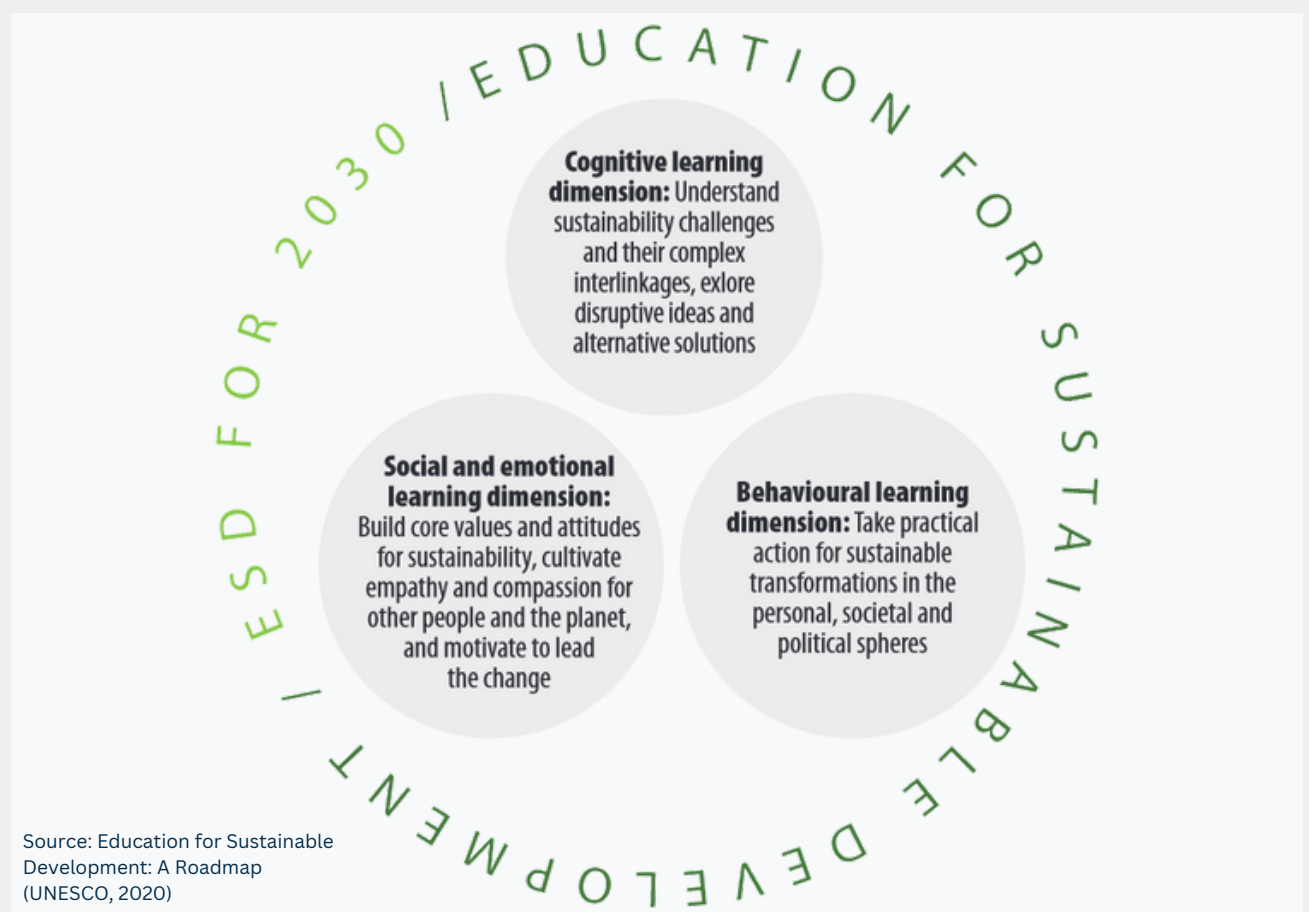 / EDUCATION FOR SUSTAINABLE DEVELOPMENT /
ESD FOR 2030
Cognitive learning
dimension: Understand
sustainability challenges
and their complex
interlinkages, exlore
disruptive ideas and
alternative solutions
Social and emotional
learning dimension:
Build core values and attitudes
for sustainability, cultivate
empathy and compassion for
other people and the planet,
and motivate to lead
the change
Behavioural learning
dimension: Take practical
action for sustainable
transformations in the
personal, societal and
political spheres
Source: Education for Sustainable
Development: A Roadmap
(UNESCO, 2020)